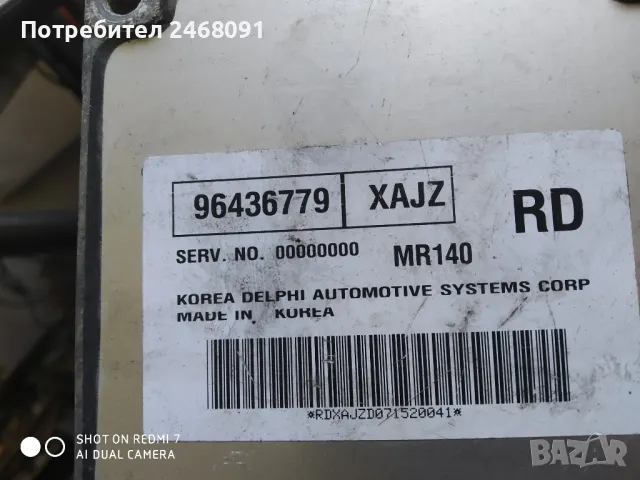 Потребител 2468091
96436779 XAJZ RD
SERV. NO. 00000000 MR140
KOREA DELPHI AUTOMOTIVE SYSTEMS CORP
MADE IN KOREA
*RDXAJZD071520041*
SHOT ON REDMI 7
AI DUAL CAMERA
BAZAR